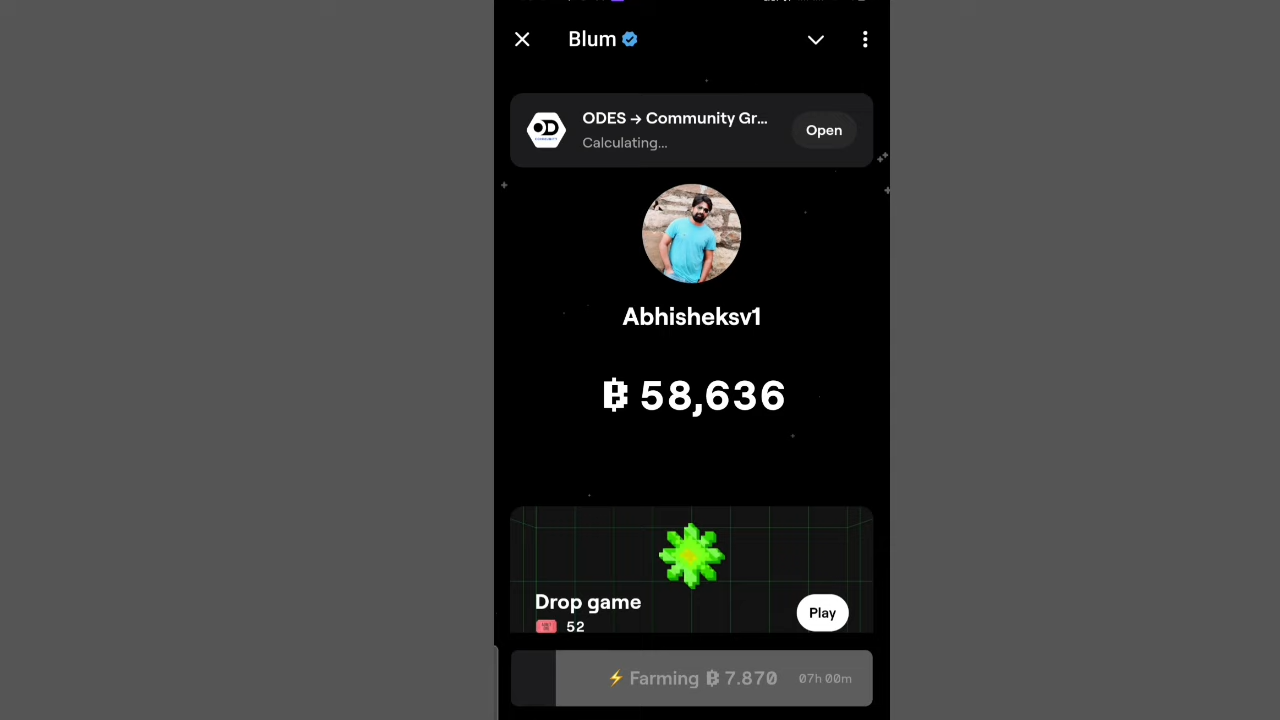 Blum
ODES → Community Gr...
Calculating...
Open
Abhisheksv1
฿ 58,636
Drop game
52
Play
⚡ Farming ฿ 7.870 07h 00m